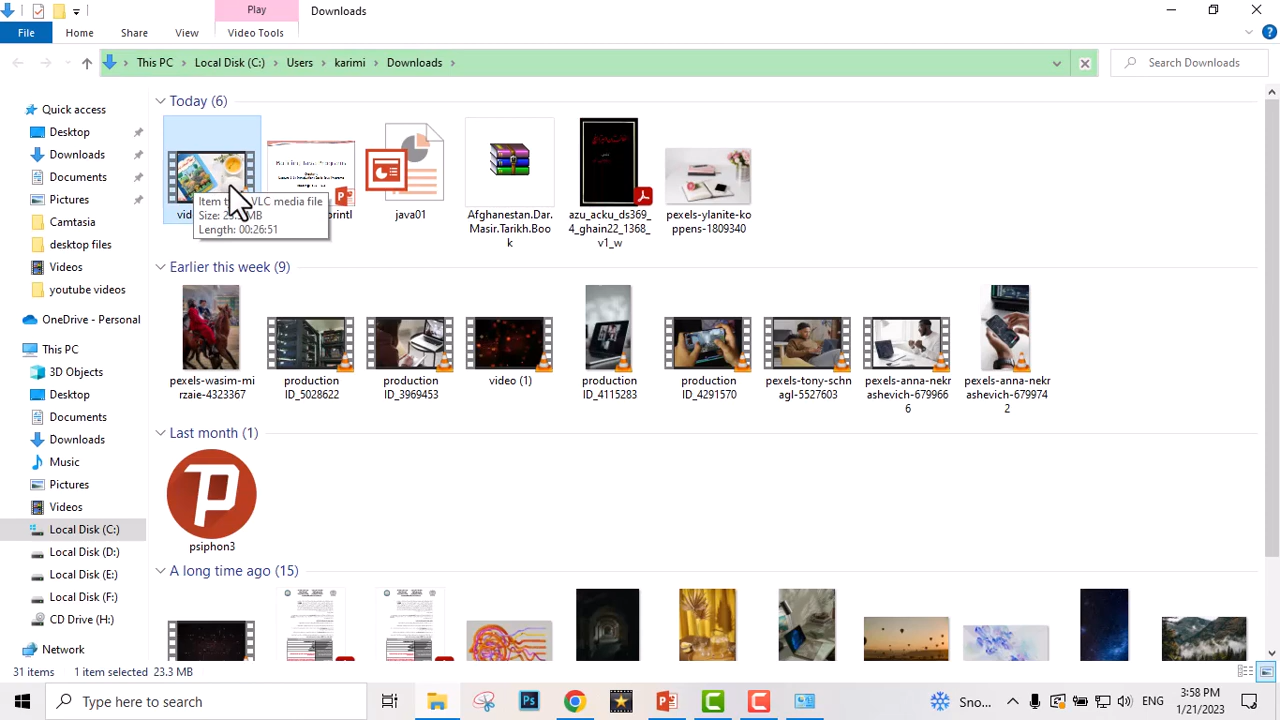 Play
Downloads
File
Home
Share
View
Video Tools
This PC
Local Disk (C:)
Users
karimi
Downloads
Search Downloads
Quick access
Desktop
Downloads
Documents
Pictures
Camtasia
desktop files
Videos
youtube videos
OneDrive - Personal
This PC
3D Objects
Desktop
Documents
Downloads
Music
Pictures
Videos
Local Disk (C:)
Local Disk (D:)
Local Disk (E:)
Local Disk (F:)
CD Drive (H:)
Network
Today (6)
VLC media file
Size:
Length: 00:26:51
java01
Afghanestan.Dar.
Masir.Tarikh.Boo
k
azu_acku_ds369_
4_ghain22_1368_
v1_w
pexels-ylanite-ko
ppens-1809340
Earlier this week (9)
pexels-wasim-mi
rzaie-4323367
production
ID_5028622
production
ID_3969453
video (1)
production
ID_4115283
production
ID_4291570
pexels-tony-schn
agl-5527603
pexels-anna-nekr
ashevich-679966
6
pexels-anna-nekr
ashevich-679974
2
Last month (1)
psiphon3
A long time ago (15)
31 items
1 item selected 23.3 MB
Type here to search
Ps
Sno...
ENG
3:58 PM
1/21/2023